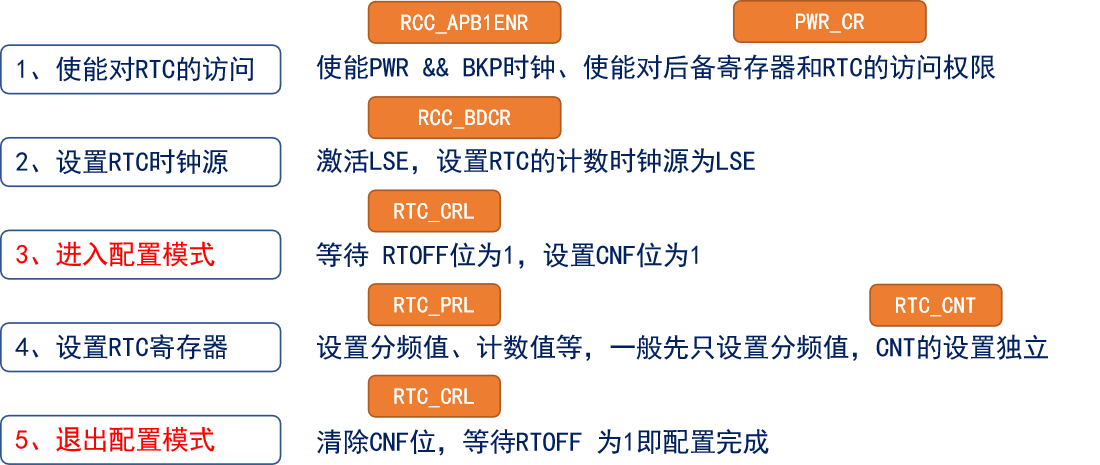 RCC_APB1ENR PWR_CR
1、使能对RTC的访问 使能PWR && BKP时钟、使能对后备寄存器和RTC的访问权限
RCC_BDCR
2、设置RTC时钟源 激活LSE，设置RTC的计数时钟源为LSE
RTC_CRL
3、进入配置模式 等待 RTOFF位为1，设置CNF位为1
RTC_PRL RTC_CNT
4、设置RTC寄存器 设置分频值、计数值等，一般先只设置分频值，CNT的设置独立
RTC_CRL
5、退出配置模式 清除CNF位，等待RTOFF 为1即配置完成